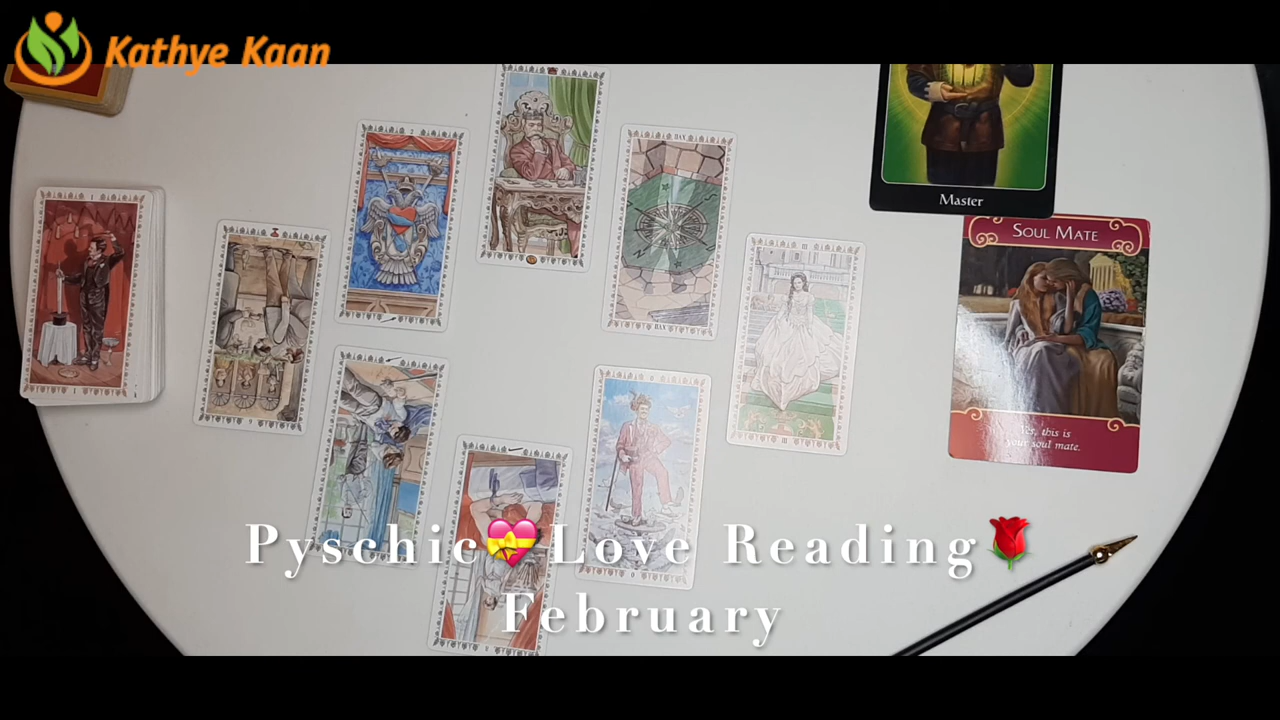 Kathye Kaan
Master
SOUL MATE
Yes, this is
your soul mate.
Pyschic💝Love Reading🌹
February